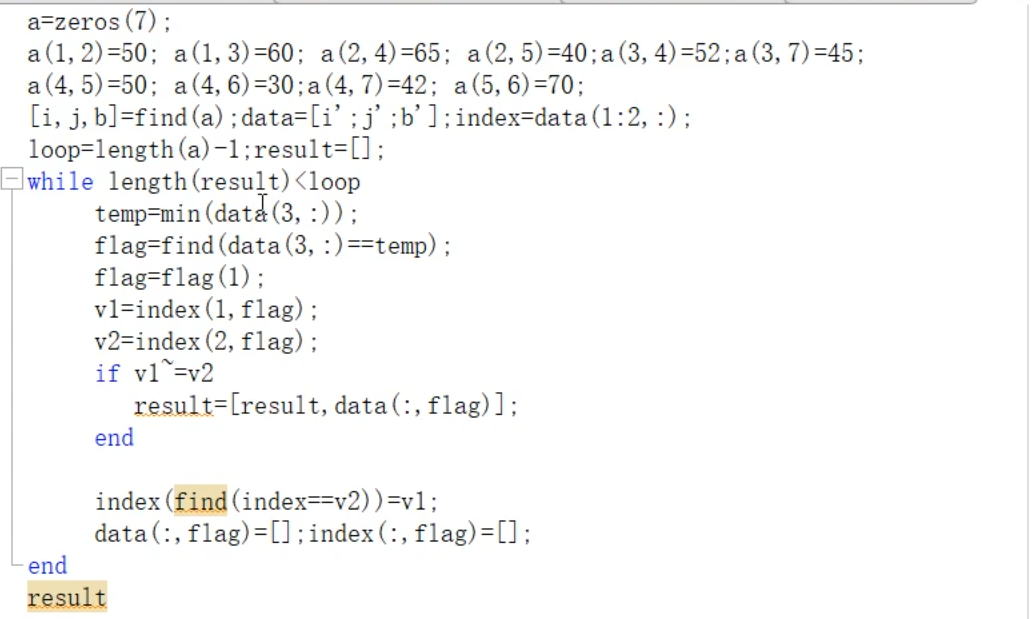 a=zeros(7);
a(1,2)=50; a(1,3)=60; a(2,4)=65; a(2,5)=40;a(3,4)=52;a(3,7)=45;
a(4,5)=50; a(4,6)=30;a(4,7)=42; a(5,6)=70;
[i,j,b]=find(a);data=[i';j';b'];index=data(1:2,:);
loop=length(a)-1;result=[];
while length(result)<loop
temp=min(data(3,:));
flag=find(data(3,:)==temp);
flag=flag(1);
v1=index(1,flag);
v2=index(2,flag);
if v1~=v2
result=[result,data(:,flag)];
end
index(find(index==v2))=v1;
data(:,flag)=[];index(:,flag)=[];
end
result